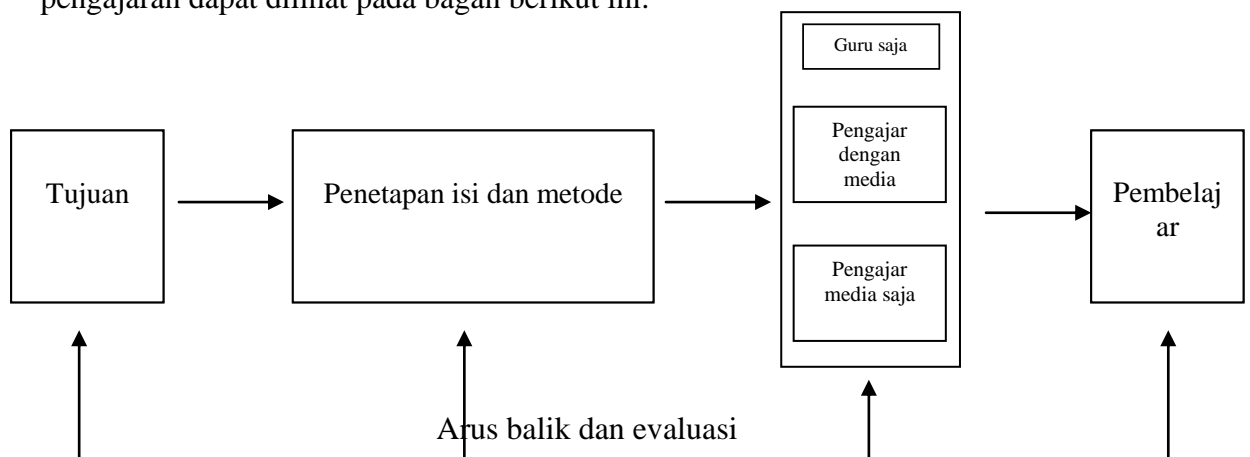 pengajaran dapat dilihat pada bagan berikut ini:
Guru saja
Pengajar
dengan
media
Tujuan
Penetapan isi dan metode
Pembelaj
ar
Pengajar
media saja
Arus balik dan evaluasi